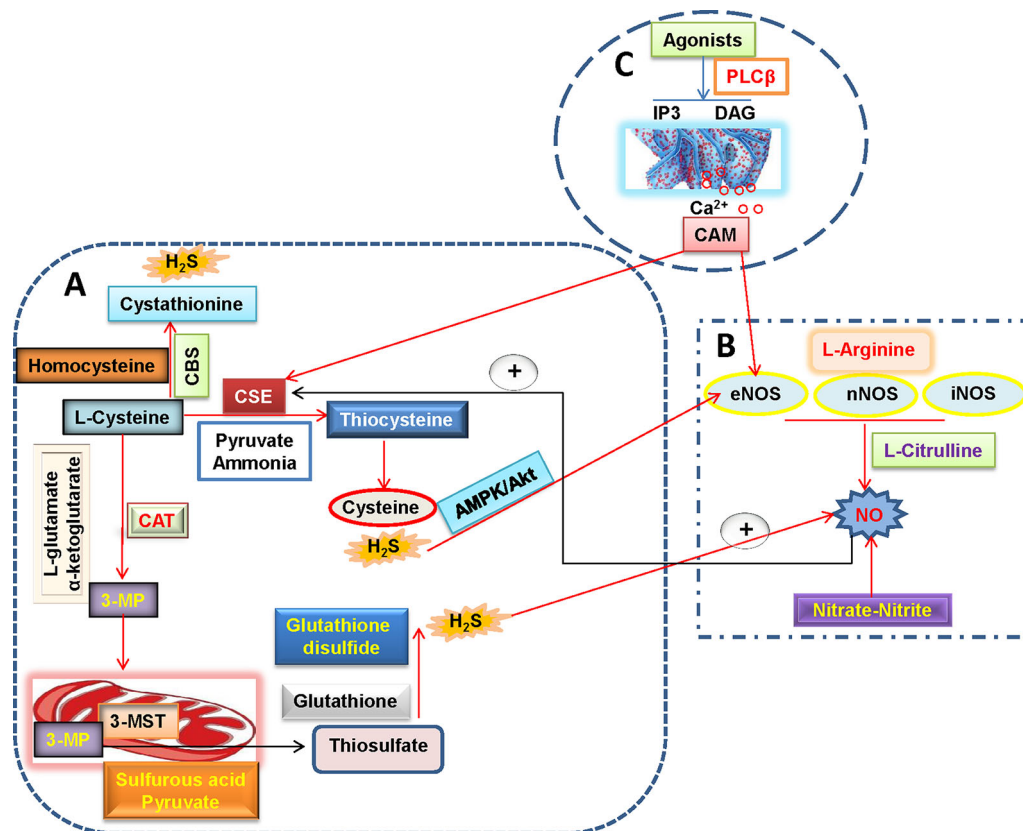 Agonists
C
PLCβ
IP3 DAG
Ca²⁺
CAM
A
H₂S
Cystathionine
Homocysteine
CBS
L-Cysteine
CSE
Thiocysteine
Pyruvate
Ammonia
L-glutamate
α-ketoglutarate
CAT
Cysteine
AMPK/Akt
H₂S
3-MP
Glutathione
disulfide
H₂S
Glutathione
3-MST
3-MP
Thiosulfate
Sulfurous acid
Pyruvate
+
+
B
L-Arginine
eNOS nNOS iNOS
L-Citrulline
NO
Nitrate-Nitrite